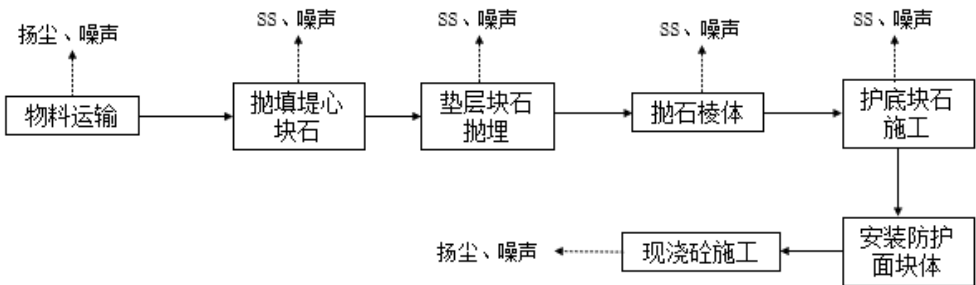 扬尘、噪声
SS、噪声
SS、噪声
SS、噪声
SS、噪声
物料运输
抛填堤心
块石
垫层块石
抛埋
抛石棱体
护底块石
施工
扬尘、噪声
现浇砼施工
安装防护
面块体